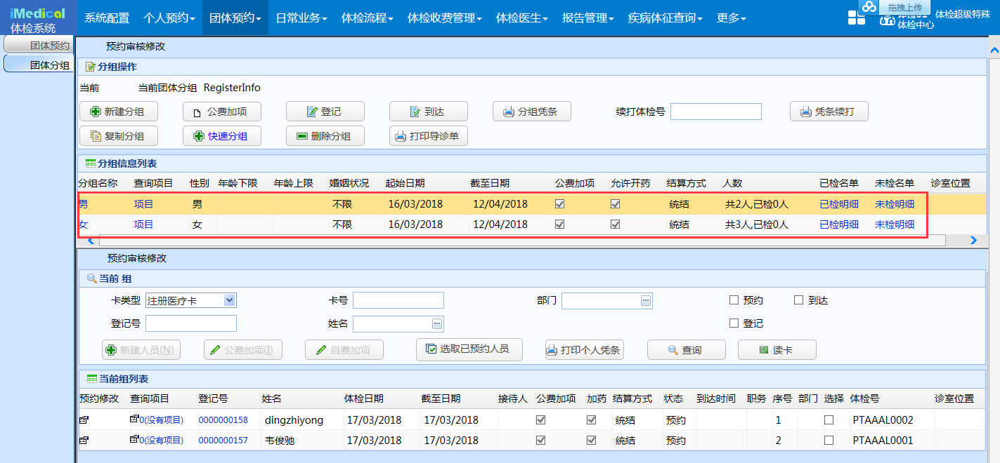 iMedical
体检系统
系统配置 个人预约 团体预约 日常业务 体检流程 体检收费管理 体检医生 报告管理 疾病体征查询 更多
拖拽上传
体检超级特殊
体检中心
团体预约
团体分组
预约审核修改
分组操作
当前 当前团体分组 RegisterInfo
新建分组 公费加项 登记 到达 分组凭条 续打体检号 凭条续打
复制分组 快速分组 删除分组 打印导诊单
分组信息列表
分组名称 查询项目 性别 年龄下限 年龄上限 婚姻状况 起始日期 截至日期 公费加项 允许开药 结算方式 人数 已检名单 未检名单 诊室位置
男 项目 男 不限 16/03/2018 12/04/2018 统结 共2人,已检0人 已检明细 未检明细
女 项目 女 不限 16/03/2018 12/04/2018 统结 共3人,已检0人 已检明细 未检明细
预约审核修改
当前 组
卡类型 注册医疗卡 卡号 部门 预约 到达
登记号 姓名 登记
新建人员(N) 公费加项(I) 自费加项 选取已预约人员 打印个人凭条 查询 读卡
当前组列表
预约修改 查询项目 登记号 姓名 体检日期 截至日期 接待人 公费加项 加药 结算方式 状态 到达时间 职务 序号 部门 选择 体检号 诊室位置
0(没有项目) 0000000158 dingzhiyong 17/03/2018 17/03/2018 统结 预约 1 PTAAAL0002
0(没有项目) 0000000157 韦俊驰 17/03/2018 17/03/2018 统结 预约 2 PTAAAL0001